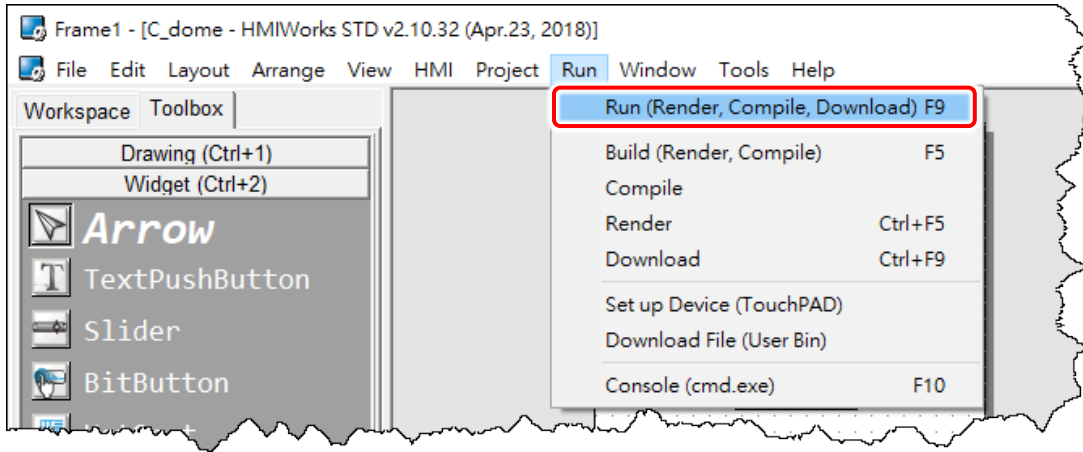 Frame1 - [C_dome - HMIWorks STD v2.10.32 (Apr.23, 2018)]
File Edit Layout Arrange View HMI Project Run Window Tools Help
Workspace Toolbox
Drawing (Ctrl+1)
Widget (Ctrl+2)
Arrow
TextPushButton
Slider
BitButton
Run (Render, Compile, Download) F9
Build (Render, Compile) F5
Compile
Render Ctrl+F5
Download Ctrl+F9
Set up Device (TouchPAD)
Download File (User Bin)
Console (cmd.exe) F10